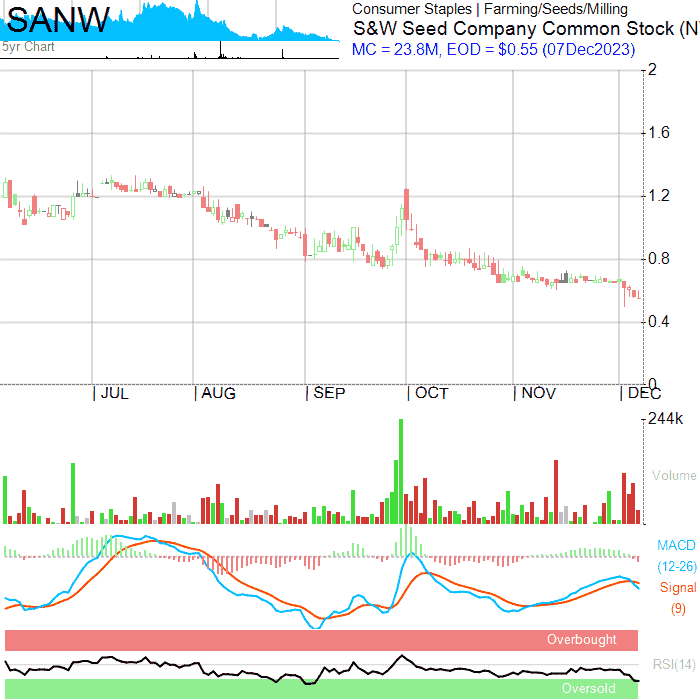 SANW
Consumer Staples | Farming/Seeds/Milling
S&W Seed Company Common Stock (N
5yr Chart
MC = 23.8M, EOD = $0.55 (07Dec2023)
2
1.6
1.2
0.8
0.4
0
| JUL
| AUG
| SEP
| OCT
| NOV
| DEC
244k
Volume
MACD
(12-26)
Signal
(9)
Overbought
RSI(14)
Oversold